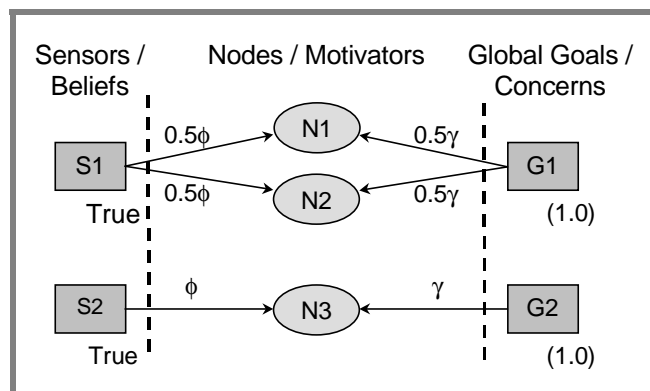 Sensors / Beliefs
Nodes / Motivators
Global Goals / Concerns
0.5ϕ
N1
0.5γ
S1
G1
0.5ϕ
N2
0.5γ
True
(1.0)
S2
ϕ
N3
γ
G2
True
(1.0)